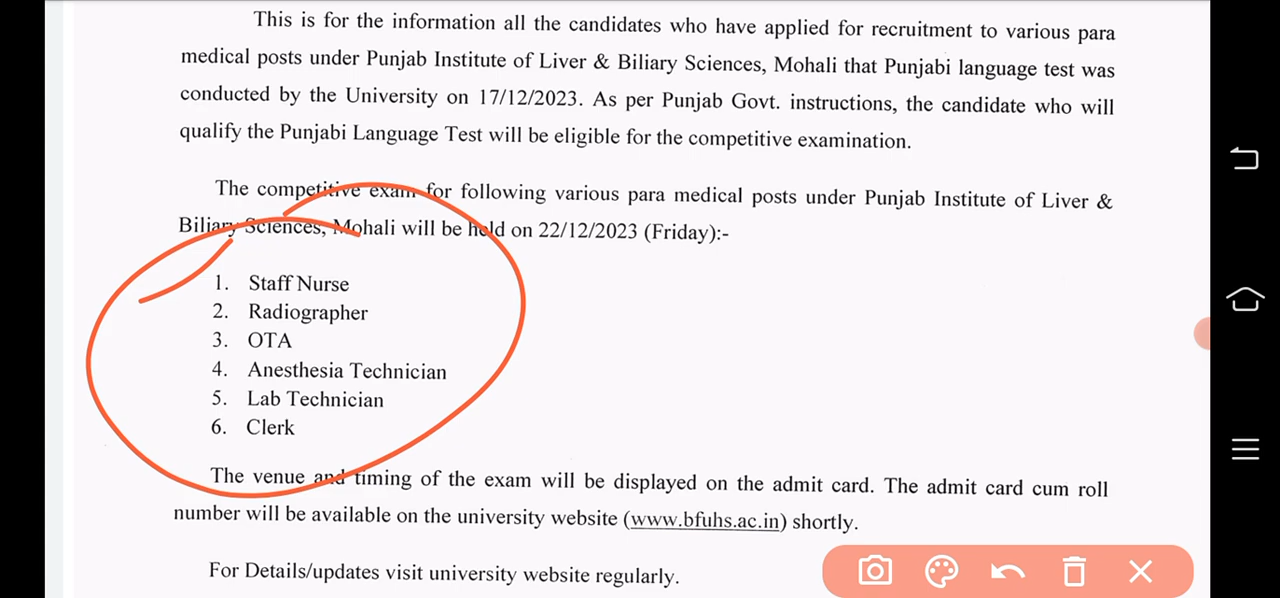 This is for the information all the candidates who have applied for recruitment to various para
medical posts under Punjab Institute of Liver & Biliary Sciences, Mohali that Punjabi language test was
conducted by the University on 17/12/2023. As per Punjab Govt. instructions, the candidate who will
qualify the Punjabi Language Test will be eligible for the competitive examination.
The competitive exam for following various para medical posts under Punjab Institute of Liver &
Biliary Sciences, Mohali will be held on 22/12/2023 (Friday):-
1. Staff Nurse
2. Radiographer
3. OTA
4. Anesthesia Technician
5. Lab Technician
6. Clerk
The venue and timing of the exam will be displayed on the admit card. The admit card cum roll
number will be available on the university website (www.bfuhs.ac.in) shortly.
For Details/updates visit university website regularly.